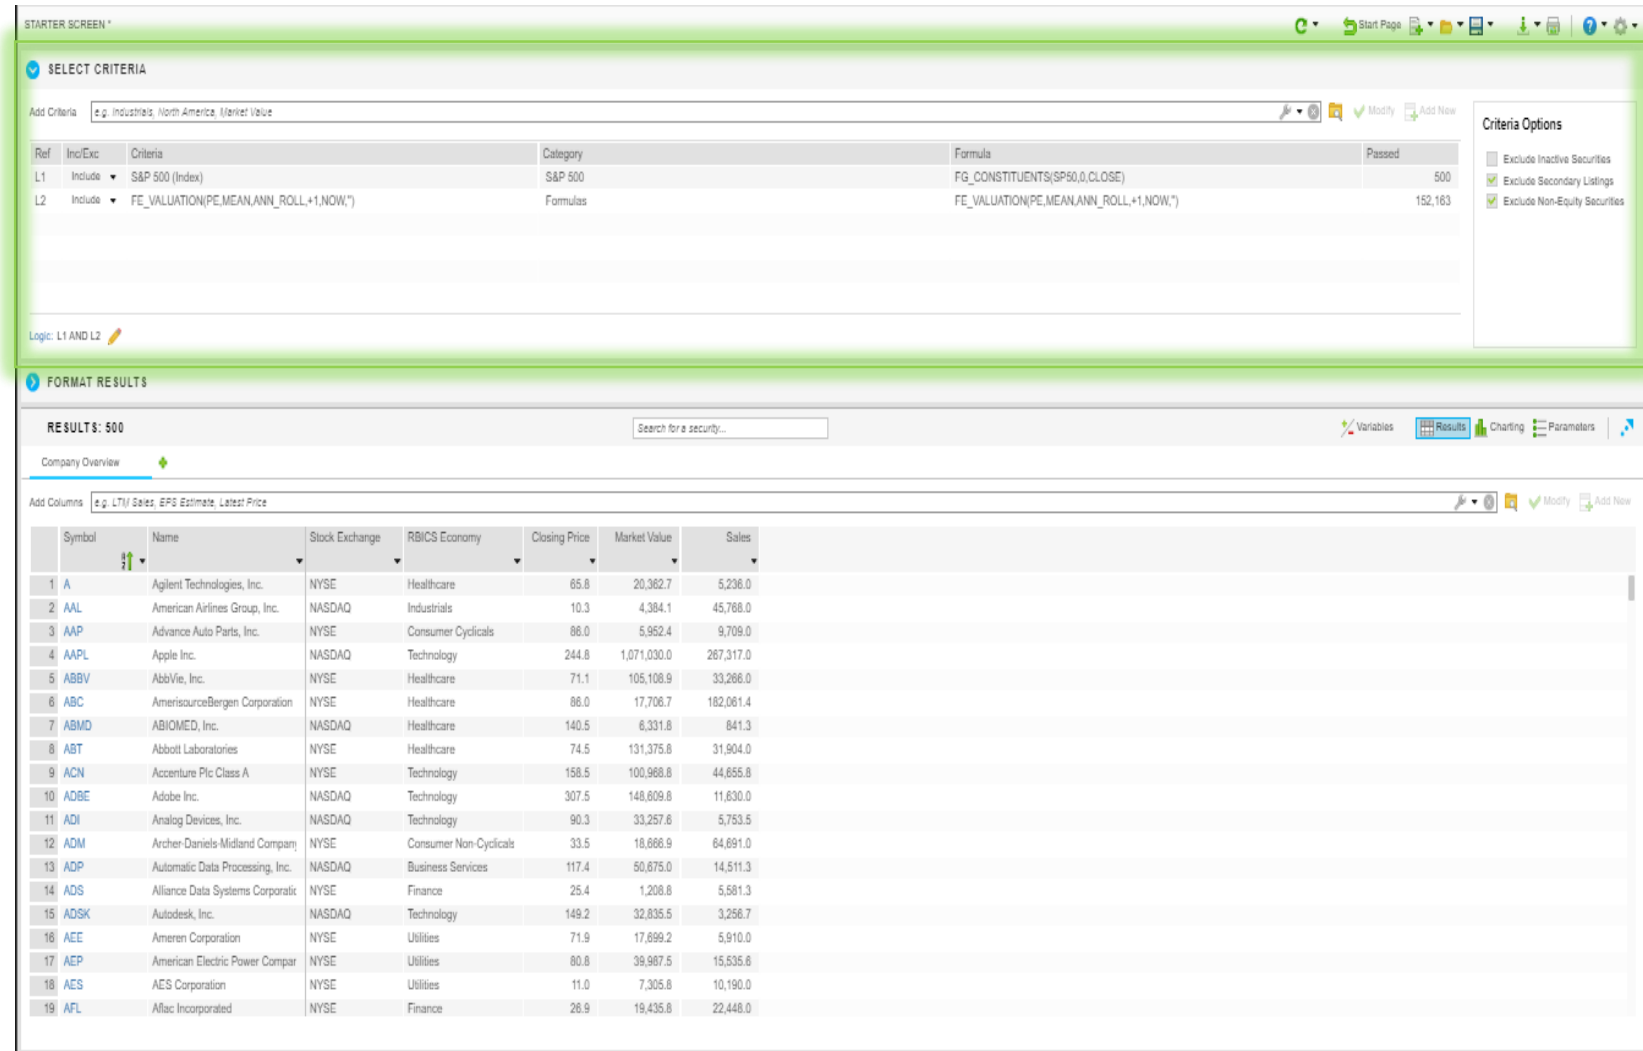 STARTER SCREEN *
Start Page
SELECT CRITERIA
Add Criteria e.g. Industrials, North America, Market Value Modify Add New
Criteria Options
Ref Inc/Exc Criteria Category Formula Passed
Exclude Inactive Securities
L1 Include S&P 500 (Index) S&P 500 FG_CONSTITUENTS(SP50,0,CLOSE) 500
Exclude Secondary Listings
L2 Include FE_VALUATION(PE,MEAN,ANN_ROLL,+1,NOW,'') Formulas FE_VALUATION(PE,MEAN,ANN_ROLL,+1,NOW,'') 152,163
Exclude Non-Equity Securities
Logic: L1 AND L2
FORMAT RESULTS
RESULTS: 500 Search for a security... Variables Results Charting Parameters
Company Overview
Add Columns e.g. LTM Sales, EPS Estimate, Latest Price Modify Add New
Symbol Name Stock Exchange RBICS Economy Closing Price Market Value Sales
1 A Agilent Technologies, Inc. NYSE Healthcare 65.8 20,362.7 5,236.0
2 AAL American Airlines Group, Inc. NASDAQ Industrials 10.3 4,384.1 45,768.0
3 AAP Advance Auto Parts, Inc. NYSE Consumer Cyclicals 86.0 5,952.4 9,709.0
4 AAPL Apple Inc. NASDAQ Technology 244.8 1,071,030.0 267,317.0
5 ABBV AbbVie, Inc. NYSE Healthcare 71.1 105,108.9 33,266.0
6 ABC AmerisourceBergen Corporation NYSE Healthcare 86.0 17,706.7 182,061.4
7 ABMD ABIOMED, Inc. NASDAQ Healthcare 140.5 6,331.8 841.3
8 ABT Abbott Laboratories NYSE Healthcare 74.5 131,375.8 31,904.0
9 ACN Accenture Plc Class A NYSE Technology 158.5 100,968.8 44,655.8
10 ADBE Adobe Inc. NASDAQ Technology 307.5 148,609.8 11,630.0
11 ADI Analog Devices, Inc. NASDAQ Technology 90.3 33,257.6 5,753.5
12 ADM Archer-Daniels-Midland Company NYSE Consumer Non-Cyclicals 33.5 18,666.9 64,691.0
13 ADP Automatic Data Processing, Inc. NASDAQ Business Services 117.4 50,675.0 14,511.3
14 ADS Alliance Data Systems Corporatic NYSE Finance 25.4 1,208.8 5,581.3
15 ADSK Autodesk, Inc. NASDAQ Technology 149.2 32,835.5 3,256.7
16 AEE Ameren Corporation NYSE Utilities 71.9 17,699.2 5,910.0
17 AEP American Electric Power Compar NYSE Utilities 80.8 39,987.5 15,535.6
18 AES AES Corporation NYSE Utilities 11.0 7,305.8 10,190.0
19 AFL Aflac Incorporated NYSE Finance 26.9 19,435.8 22,448.0